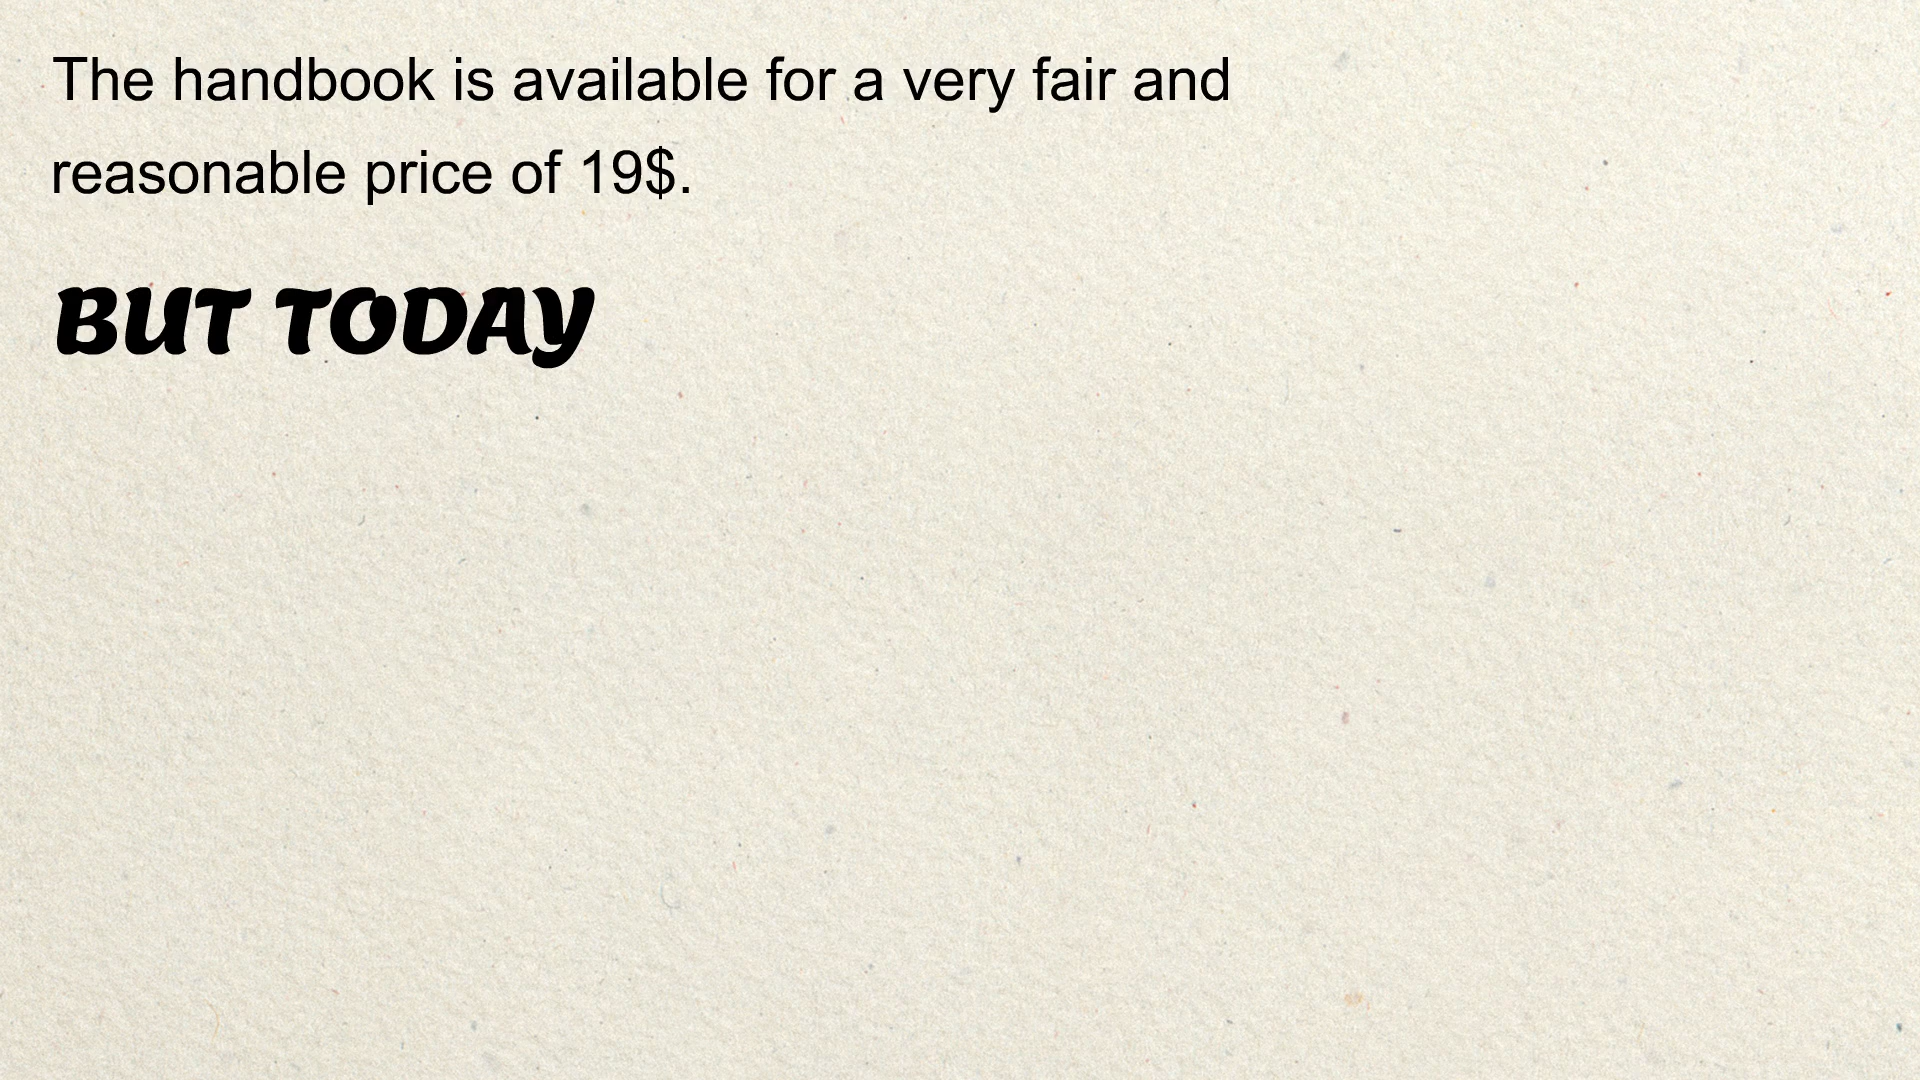 The handbook is available for a very fair and
reasonable price of 19$.
BUT TODAY